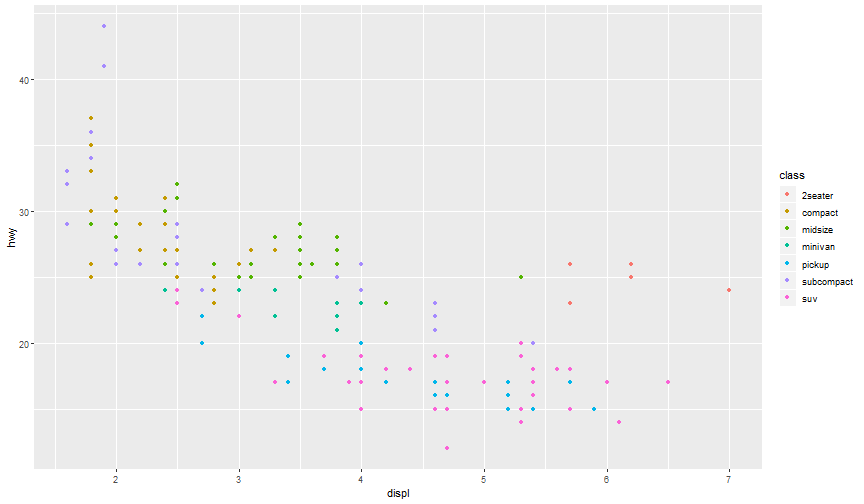 40
30
20
hwy
2 3 4 5 6 7
displ
class
2seater
compact
midsize
minivan
pickup
subcompact
suv